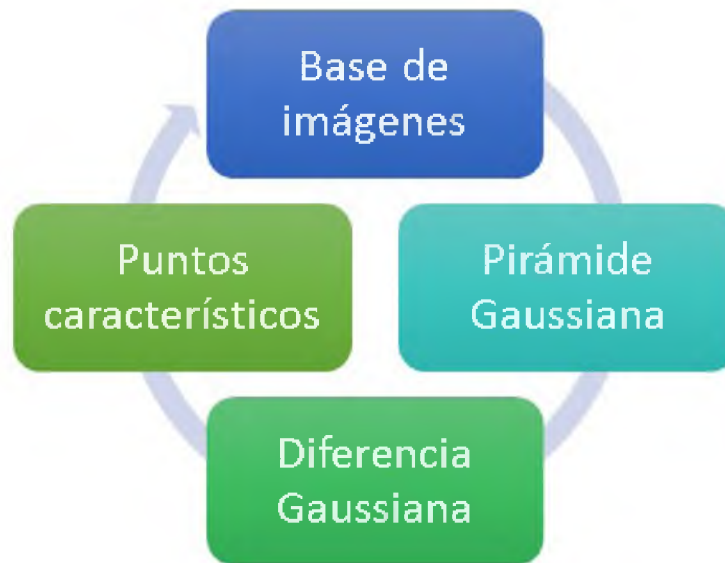 Base de
imágenes
Pirámide
Gaussiana
Diferencia
Gaussiana
Puntos
característicos